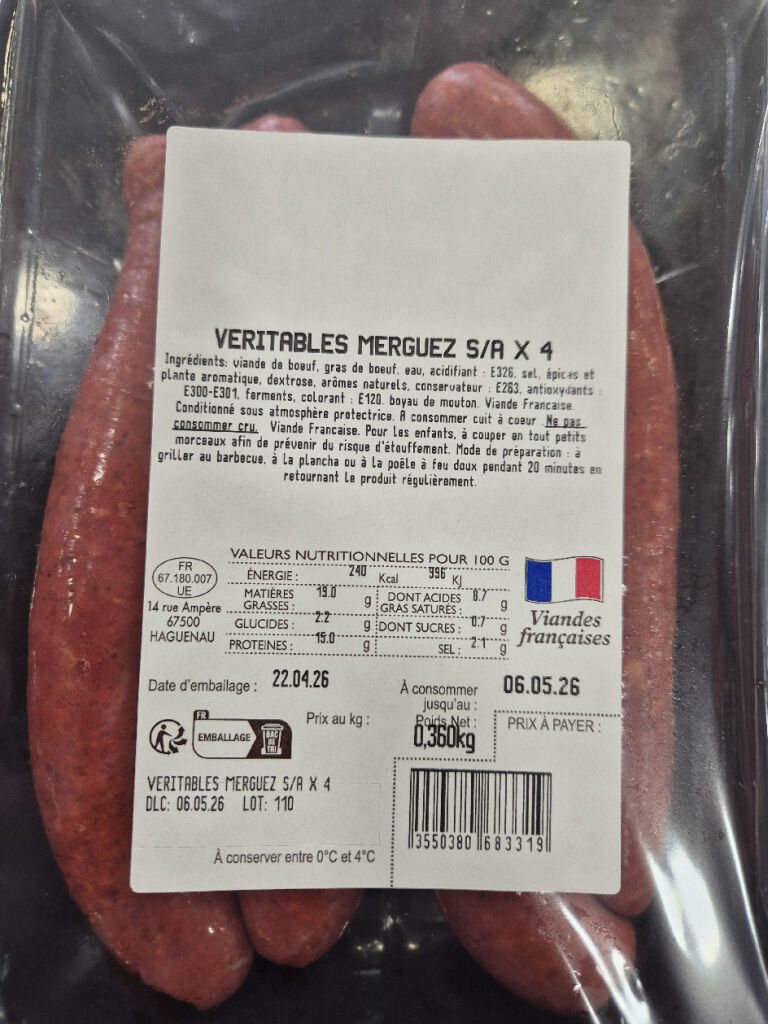 VERITABLES MERGUEZ S/A X 4
Ingrédients: viande de boeuf, gras de boeuf, eau, acidifiant : E326, sel, épices et
plante aromatique, dextrose, arômes naturels, conservateur : E263, antioxydants :
E300-E301, ferments, colorant : E120. boyau de mouton. Viande Francaise
Conditionné sous atmosphère protectrice. A consommer cuit à coeur .Ne pas
consommer cru. Viande Francaise. Pour les enfants, à couper en tout petits
morceaux afin de prévenir du risque d'étouffement. Mode de préparation : à
griller au barbecue, à la plancha ou à la poële à feu doux pendant 20 minutes en
retournant le produit régulièrement.
VALEURS NUTRITIONNELLES POUR 100 G
ÉNERGIE : 240 Kcal 996 KJ
MATIÈRES GRASSES : 19.0 g DONT ACIDES GRAS SATURÉS : 8.7 g
GLUCIDES : 2.2 g DONT SUCRES : 0.7 g
PROTEINES : 15.0 g SEL : 2.1 g
FR
67.180.007
UE
14 rue Ampère
67500
HAGUENAU
Viandes
françaises
Date d'emballage : 22.04.26
À consommer
jusqu'au : 06.05.26
Prix au kg :
Poids Net :
0,360kg
PRIX À PAYER :
FR
EMBALLAGE
BAC
DE
TRI
VERITABLES MERGUEZ S/A X 4
DLC: 06.05.26 LOT: 110
À conserver entre 0°C et 4°C
3550380 683319